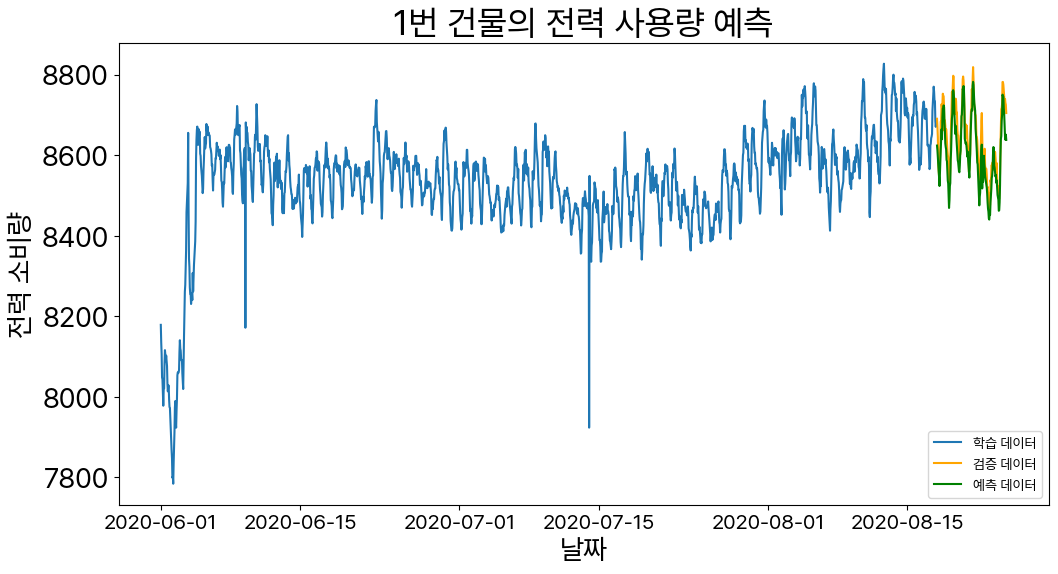 1번 건물의 전력 사용량 예측
전력 소비량
8800
8600
8400
8200
8000
7800
2020-06-01 2020-06-15 2020-07-01 2020-07-15 2020-08-01 2020-08-15
날짜
학습 데이터
검증 데이터
예측 데이터